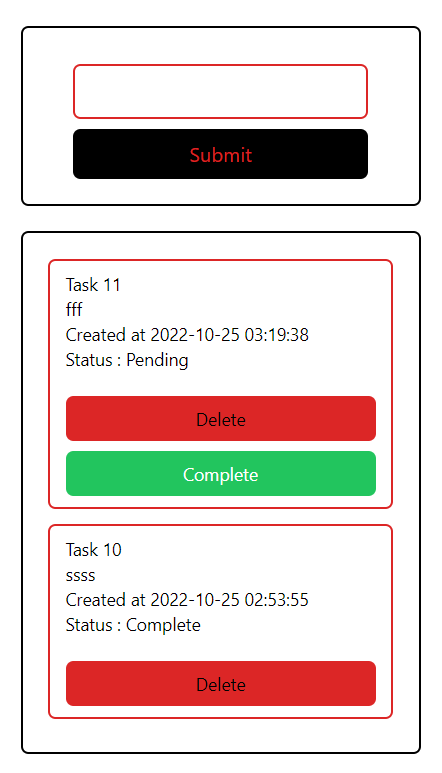 Submit
Task 11
fff
Created at 2022-10-25 03:19:38
Status : Pending
Delete
Complete
Task 10
ssss
Created at 2022-10-25 02:53:55
Status : Complete
Delete